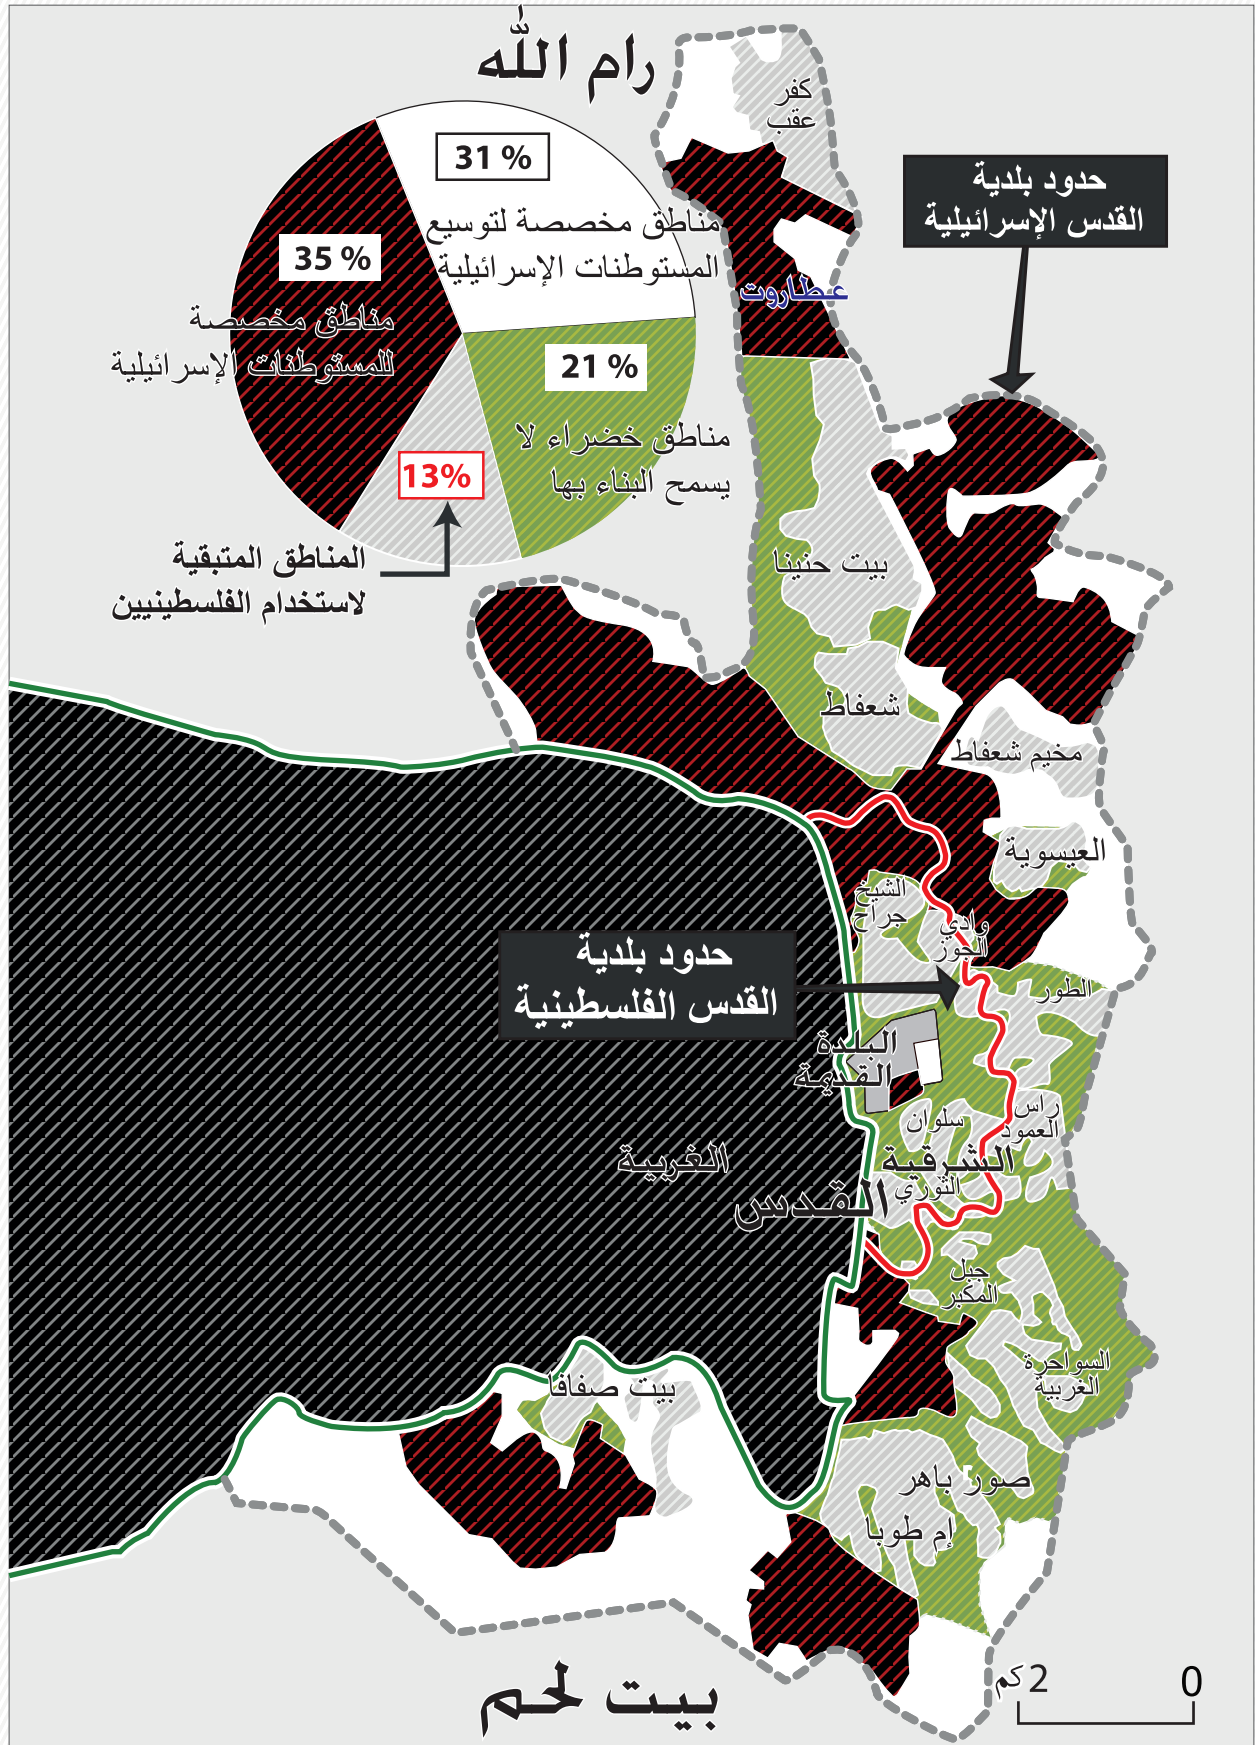 رام الله
كفر
عقب
حدود بلدية
القدس الإسرائيلية
31 %
مناطق مخصصة لتوسيع
المستوطنات الإسرائيلية
35 %
مناطق مخصصة
للمستوطنات الإسرائيلية
21 %
مناطق خضراء لا
يسمح البناء بها
13%
المناطق المتبقية
لاستخدام الفلسطينيين
عطاروت
بيت حنينا
شعفاط
مخيم شعفاط
العيسوية
الشيخ
جراح
وادي
الجوز
حدود بلدية
القدس الفلسطينية
الطور
البلدة
القديمة
راس
العمود
سلوان
الشرقية
الغربية
القدس
الثوري
جبل
المكبر
السواحرة
الغربية
بيت صفافا
صور باهر
إم طوبا
بيت لحم
2 كم
0